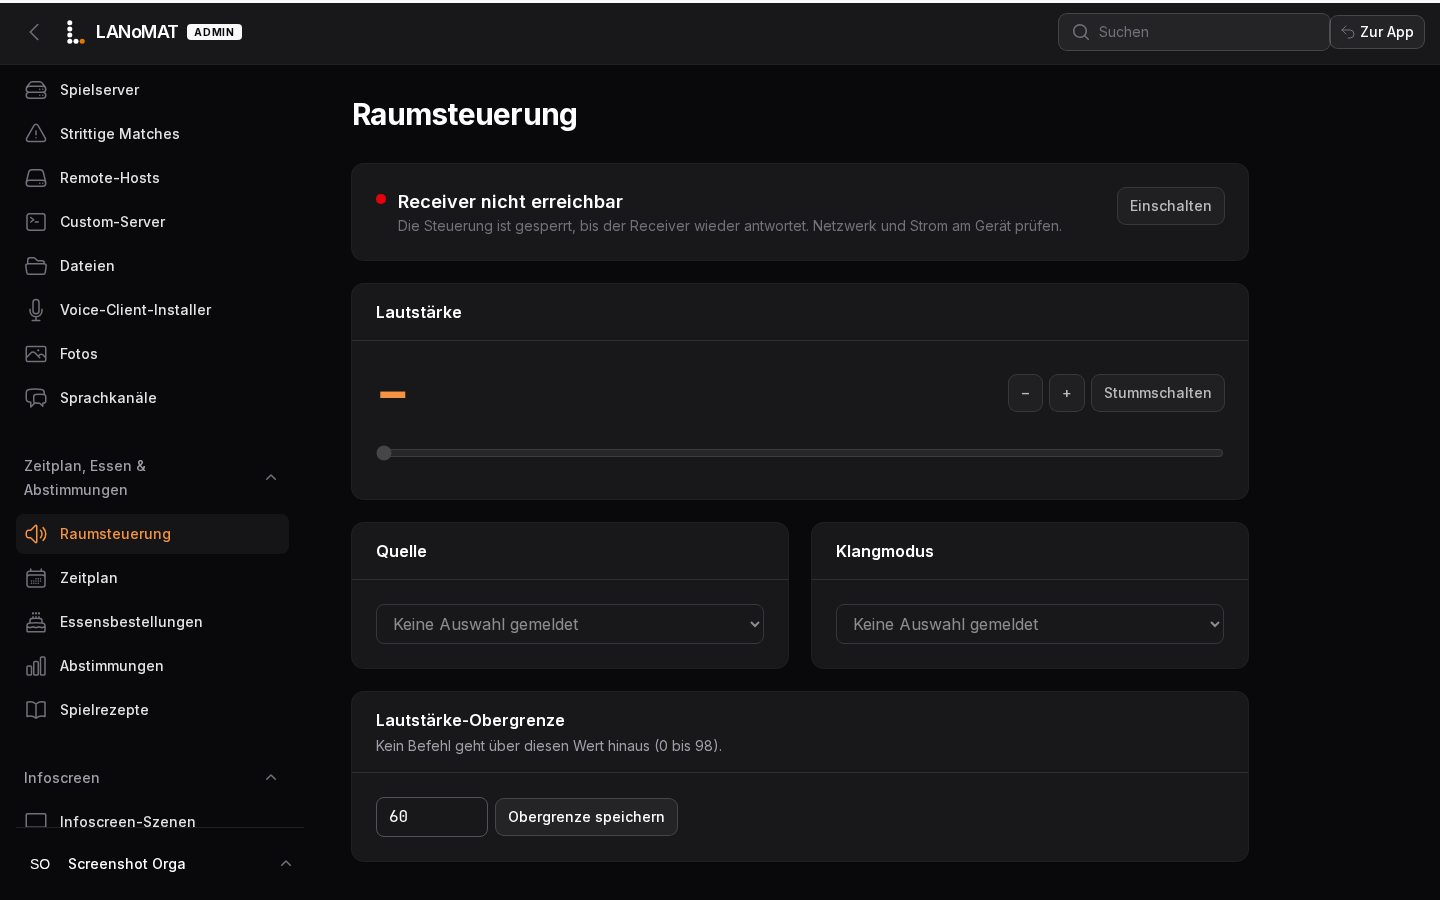 LANoMAT ADMIN
Suchen
Zur App
Spielserver
Strittige Matches
Remote-Hosts
Custom-Server
Dateien
Voice-Client-Installer
Fotos
Sprachkanäle
Zeitplan, Essen &
Abstimmungen
Raumsteuerung
Zeitplan
Essensbestellungen
Abstimmungen
Spielrezepte
Infoscreen
Infoscreen-Szenen
SO Screenshot Orga
Raumsteuerung
Receiver nicht erreichbar
Die Steuerung ist gesperrt, bis der Receiver wieder antwortet. Netzwerk und Strom am Gerät prüfen.
Einschalten
Lautstärke
—
− + Stummschalten
Quelle
Keine Auswahl gemeldet
Klangmodus
Keine Auswahl gemeldet
Lautstärke-Obergrenze
Kein Befehl geht über diesen Wert hinaus (0 bis 98).
60
Obergrenze speichern